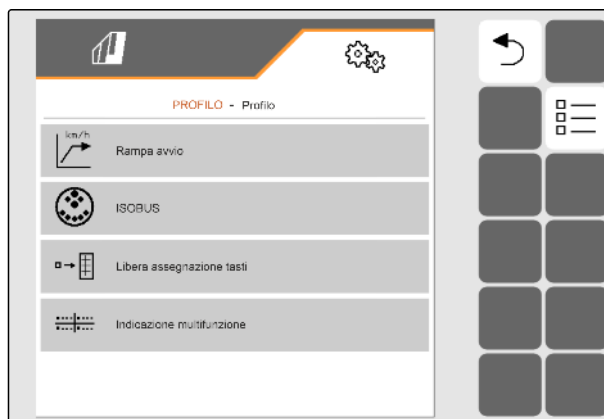 PROFILO - Profilo
km/h
Rampa avvio
ISOBUS
Libera assegnazione tasti
Indicazione multifunzione